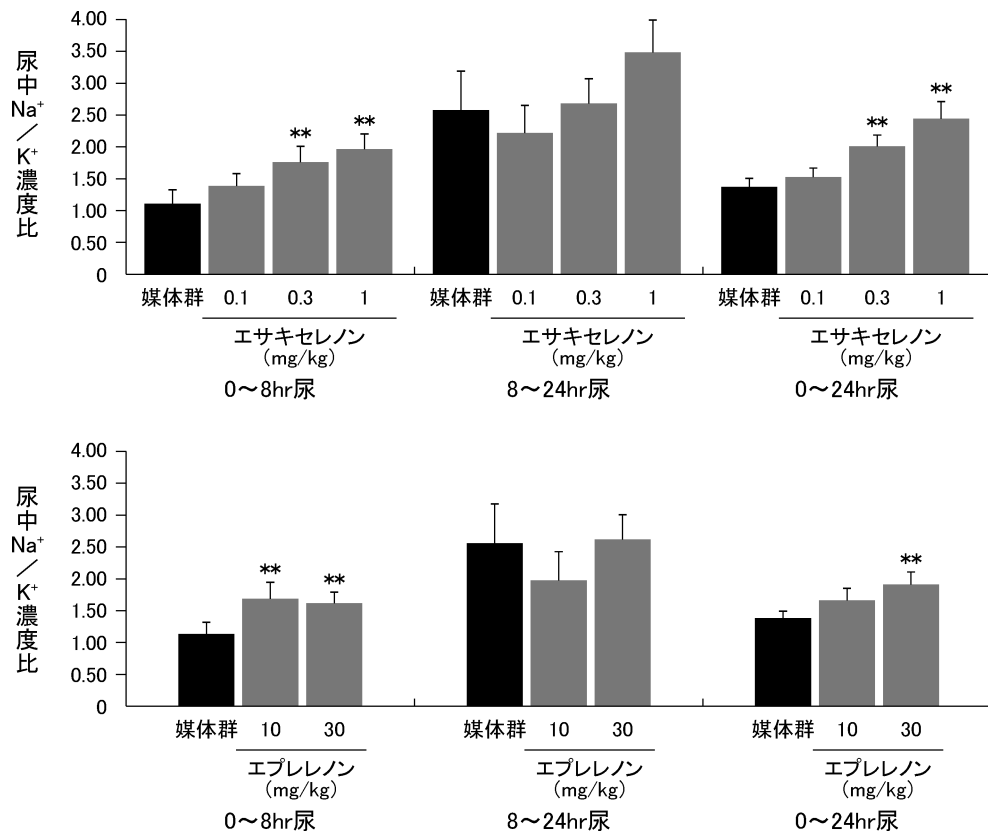 尿中Na⁺/K⁺濃度比
4.00
3.50
3.00
2.50
2.00
1.50
1.00
0.50
0
** ** ** **
媒体群 0.1 0.3 1 媒体群 0.1 0.3 1 媒体群 0.1 0.3 1
エサキセレノン エサキセレノン エサキセレノン
(mg/kg) (mg/kg) (mg/kg)
0〜8hr尿 8〜24hr尿 0〜24hr尿
尿中Na⁺/K⁺濃度比
4.00
3.50
3.00
2.50
2.00
1.50
1.00
0.50
0
** ** **
媒体群 10 30 媒体群 10 30 媒体群 10 30
エプレレノン エプレレノン エプレレノン
(mg/kg) (mg/kg) (mg/kg)
0〜8hr尿 8〜24hr尿 0〜24hr尿